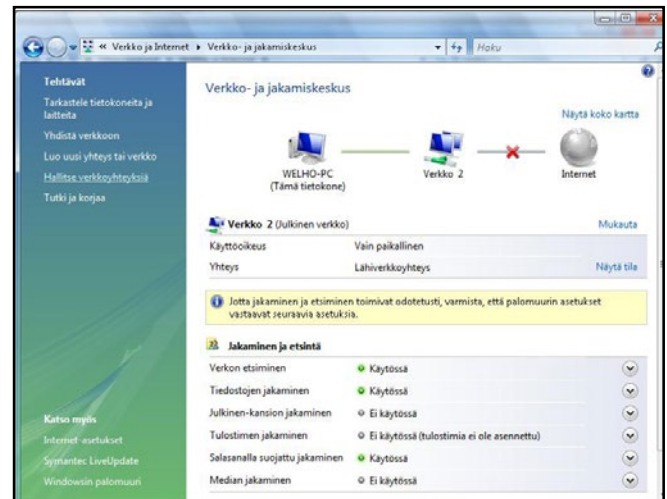 « Verkko ja Internet ▸ Verkko- ja jakamiskeskus
Haku
Tehtävät
Tarkastele tietokoneita ja
laitteita
Yhdistä verkkoon
Luo uusi yhteys tai verkko
Hallitse verkkoyhteyksiä
Tutki ja korjaa
Katso myös
Internet-asetukset
Symantec LiveUpdate
Windowsin palomuuri
Verkko- ja jakamiskeskus
Näytä koko kartta
WELHO-PC
(Tämä tietokone)
Verkko 2
Internet
Verkko 2 (Julkinen verkko) Mukauta
Käyttöoikeus Vain paikallinen
Yhteys Lähiverkkoyhteys Näytä tila
Jotta jakaminen ja etsiminen toimivat odotetusti, varmista, että palomuurin asetukset
vastaavat seuraavia asetuksia.
Jakaminen ja etsintä
Verkon etsiminen Käytössä
Tiedostojen jakaminen Käytössä
Julkinen-kansion jakaminen Ei käytössä
Tulostimen jakaminen Ei käytössä (tulostimia ei ole asennettu)
Salasanalla suojattu jakaminen Käytössä
Median jakaminen Ei käytössä